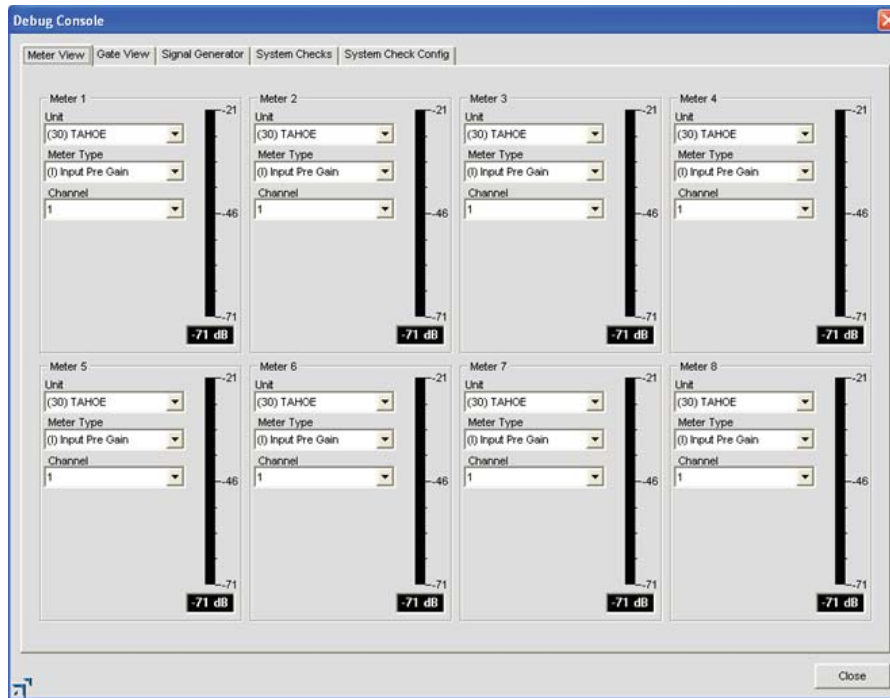 Debug Console
Meter View Gate View Signal Generator System Checks System Check Config
Meter 1
Unit
(30) TAHOE
Meter Type
(I) Input Pre Gain
Channel
1
-21
-46
-71
-71 dB
Meter 2
Unit
(30) TAHOE
Meter Type
(I) Input Pre Gain
Channel
1
-21
-46
-71
-71 dB
Meter 3
Unit
(30) TAHOE
Meter Type
(I) Input Pre Gain
Channel
1
-21
-46
-71
-71 dB
Meter 4
Unit
(30) TAHOE
Meter Type
(I) Input Pre Gain
Channel
1
-21
-46
-71
-71 dB
Meter 5
Unit
(30) TAHOE
Meter Type
(I) Input Pre Gain
Channel
1
-21
-46
-71
-71 dB
Meter 6
Unit
(30) TAHOE
Meter Type
(I) Input Pre Gain
Channel
1
-21
-46
-71
-71 dB
Meter 7
Unit
(30) TAHOE
Meter Type
(I) Input Pre Gain
Channel
1
-21
-46
-71
-71 dB
Meter 8
Unit
(30) TAHOE
Meter Type
(I) Input Pre Gain
Channel
1
-21
-46
-71
-71 dB
Close